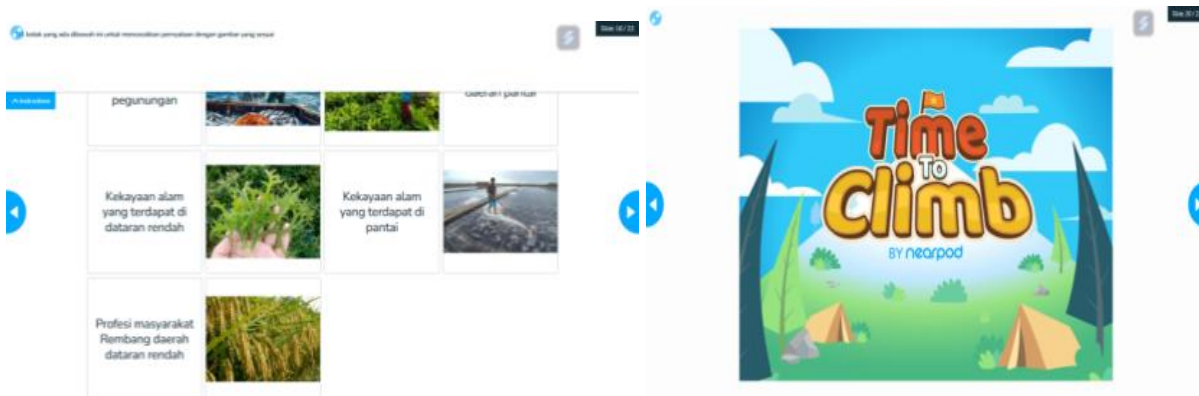 kotak yang ada dibawah ini untuk mencocokkan pernyataan dengan gambar yang sesuai
pegunungan
daerah pantai
Kekayaan alam
yang terdapat di
dataran rendah
Kekayaan alam
yang terdapat di
pantai
Profesi masyarakat
Rembang daerah
dataran rendah
Time
To
Climb
BY nearpod